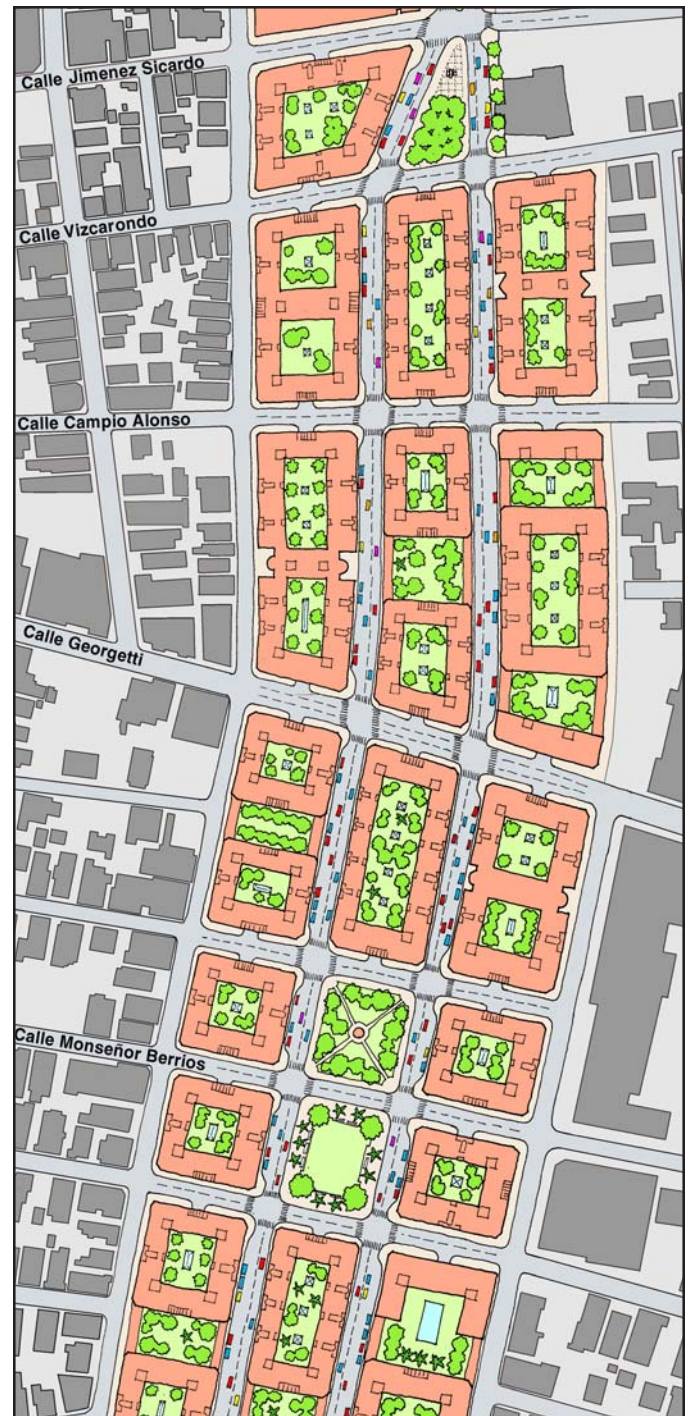 Calle Jimenez Sicardo
Calle Vizcarondo
Calle Campio Alonso
Calle Georgetti
Calle Monseñor Berrios